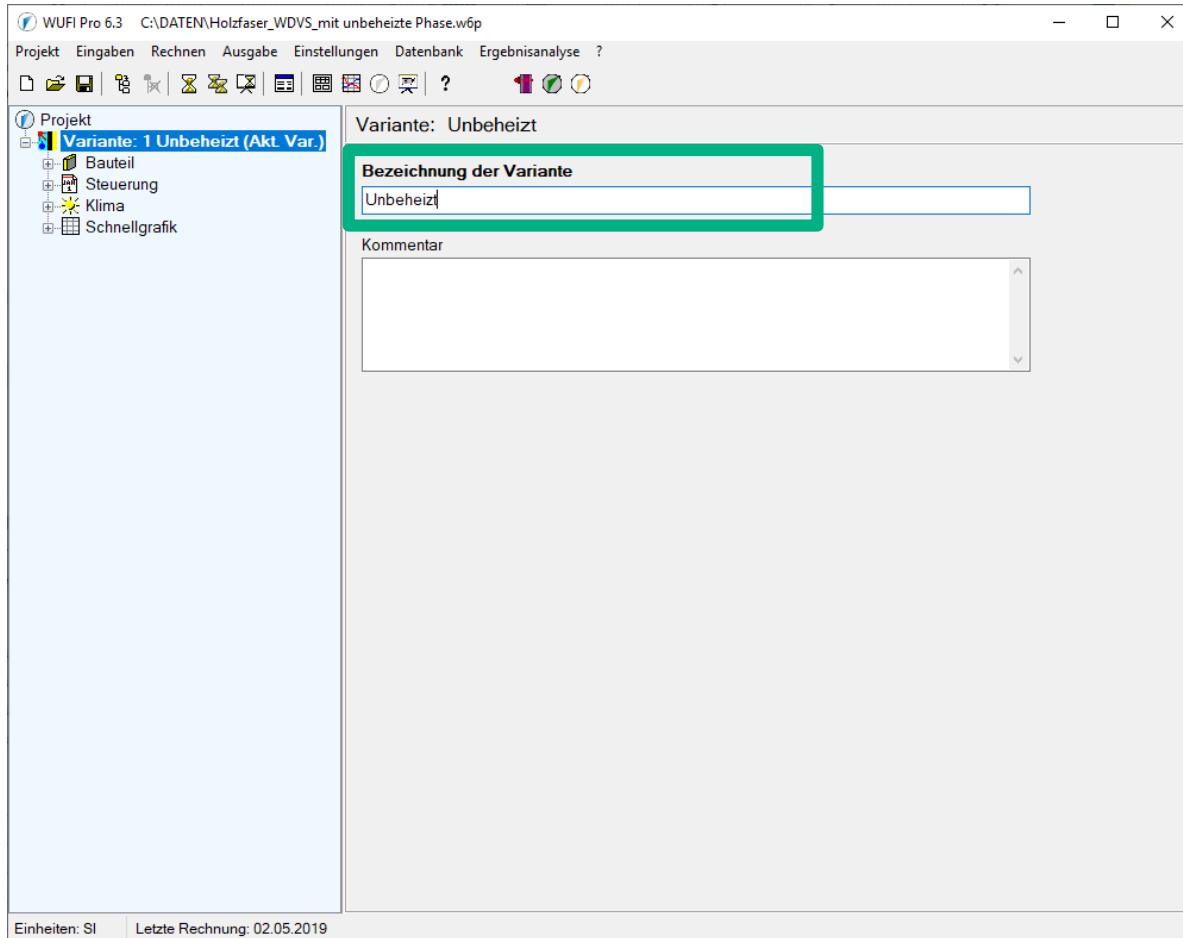 WUFI Pro 6.3 C:\DATEN\Holzfaser_WDVS_mit unbeheizte Phase.w6p
Projekt Eingaben Rechnen Ausgabe Einstellungen Datenbank Ergebnisanalyse ?
?
Projekt
Variante: 1 Unbeheizt (Akt. Var.)
Bauteil
Steuerung
Klima
Schnellgrafik
Variante: Unbeheizt
Bezeichnung der Variante
Unbeheizt
Kommentar
Einheiten: SI Letzte Rechnung: 02.05.2019